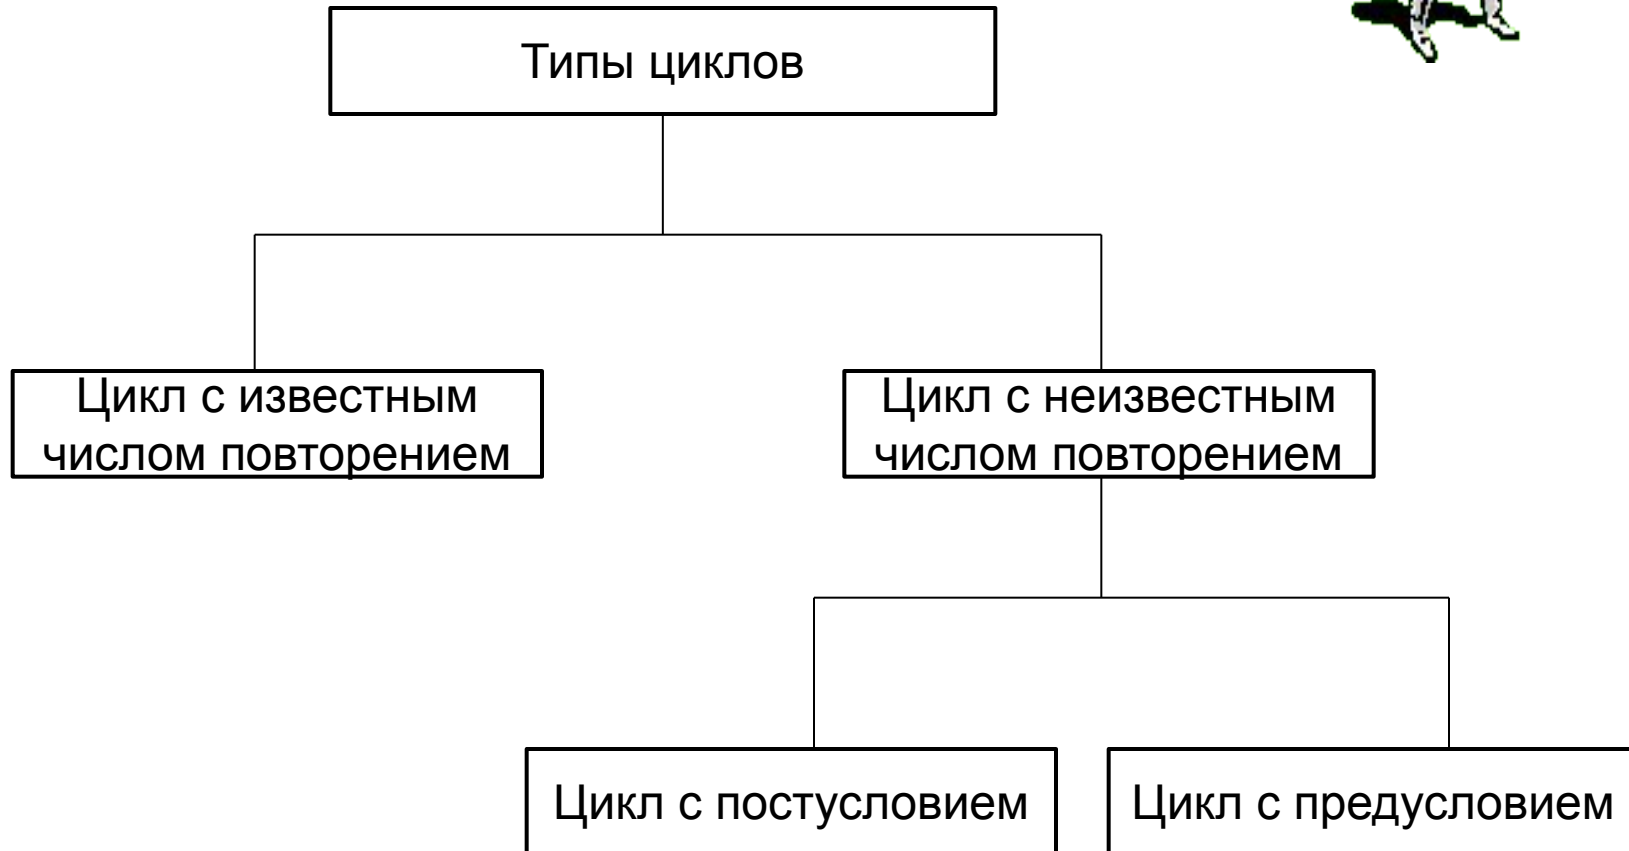 Типы циклов
Цикл с известным
числом повторением
Цикл с неизвестным
числом повторением
Цикл с постусловием
Цикл с предусловием